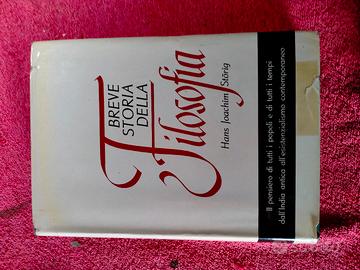 BREVE
STORIA
DELLA
Filosofia
Hans Joachim Störig
Il pensiero di tutti i popoli e di tutti i tempi
dall'India antica all'esistenzialismo contemporaneo